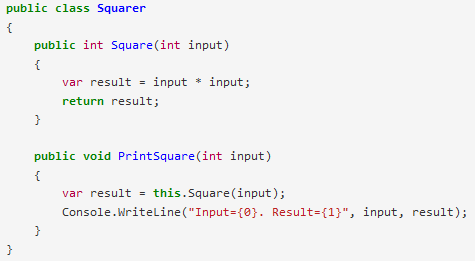 public class Squarer
{
    public int Square(int input)
    {
        var result = input * input;
        return result;
    }

    public void PrintSquare(int input)
    {
        var result = this.Square(input);
        Console.WriteLine("Input={0}. Result={1}", input, result);
    }
}